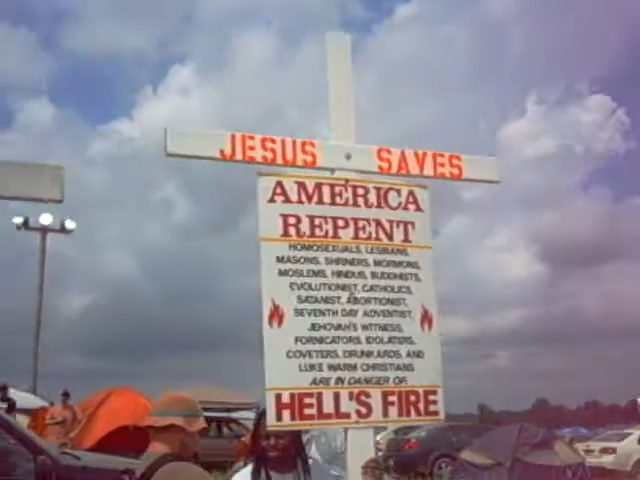 JESUS SAVES
AMERICA
REPENT
HOMOSEXUALS, LESBIANS,
MASONS, SHRINERS, MORMONS,
MOSLEMS, HINDUS, BUDDHISTS,
EVOLUTIONIST, CATHOLICS,
SATANIST, ABORTIONIST,
SEVENTH DAY ADVENTIST,
JEHOVAH'S WITNESS,
FORNICATORS, IDOLATERS,
COVETERS, DRUNKARDS, AND
LUKE WARM CHRISTIANS
ARE IN DANGER OF
HELL'S FIRE